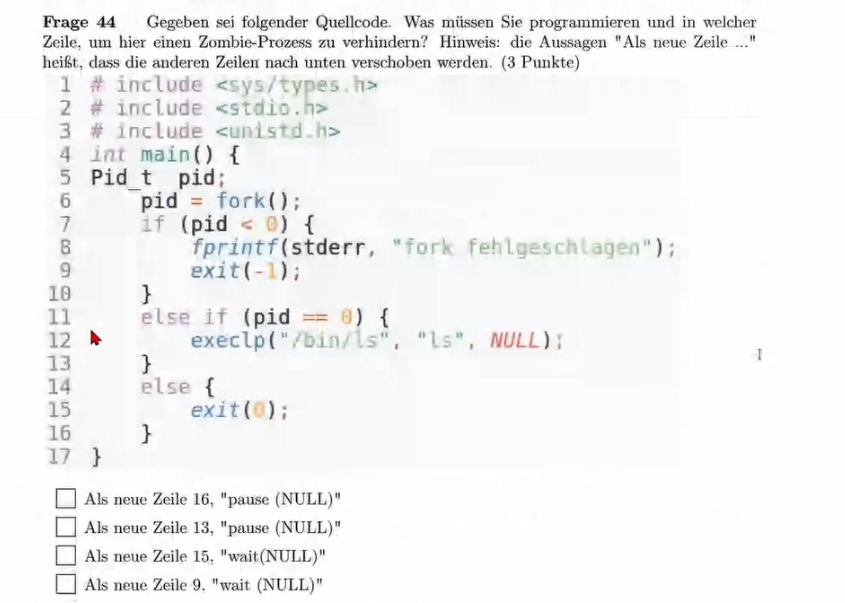 Frage 44 Gegeben sei folgender Quellcode. Was müssen Sie programmieren und in welcher
Zeile, um hier einen Zombie-Prozess zu verhindern? Hinweis: die Aussagen "Als neue Zeile ..."
heißt, dass die anderen Zeilen nach unten verschoben werden. (3 Punkte)
1 # include <sys/types.h>
2 # include <stdio.h>
3 # include <unistd.h>
4 int main() {
5 Pid_t pid;
6 pid = fork();
7 if (pid < 0) {
8 fprintf(stderr, "fork fehlgeschlagen");
9 exit(-1);
10 }
11 else if (pid == 0) {
12 execlp("/bin/ls", "ls", NULL);
13 }
14 else {
15 exit(0);
16 }
17 }
Als neue Zeile 16, "pause (NULL)"
Als neue Zeile 13, "pause (NULL)"
Als neue Zeile 15, "wait(NULL)"
Als neue Zeile 9, "wait (NULL)"